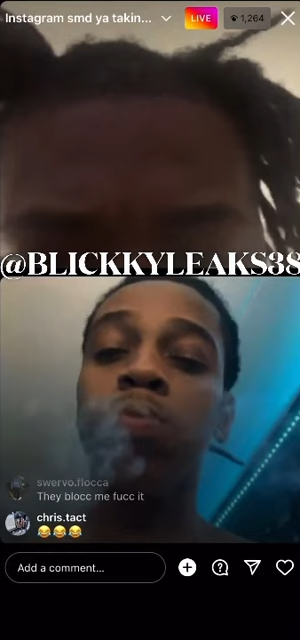 Instagram smd ya takin...
LIVE
1,264
@BLICKKYLEAKS38
swervo.flocca
They blocc me fucc it
chris.tact
😂😂😂
Add a comment...